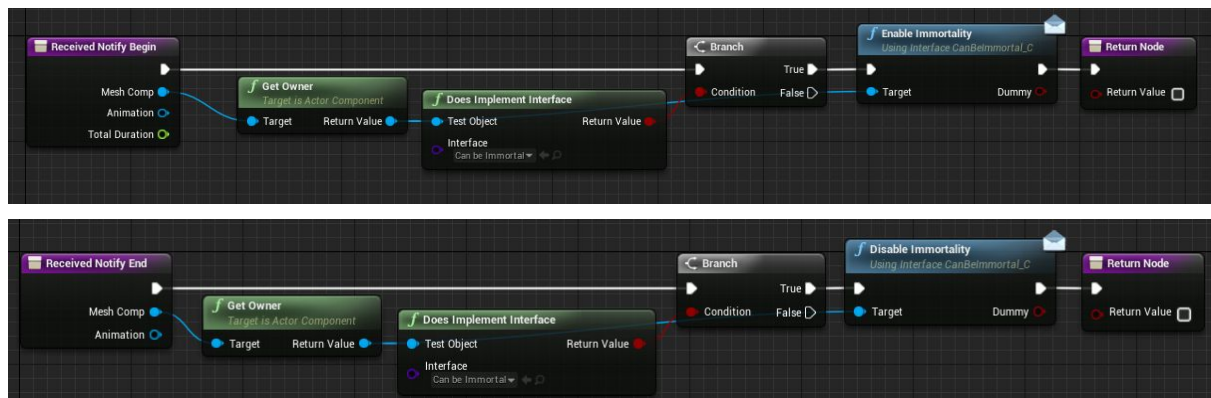 Received Notify Begin
Mesh Comp
Animation
Total Duration
Get Owner
Target is Actor Component
Target Return Value
Does Implement Interface
Test Object Return Value
Interface
Can be Immortal
Branch
True
Condition False
Enable Immortality
Using Interface CanBeImmortal_C
Target Dummy
Return Node
Return Value
Received Notify End
Mesh Comp
Animation
Get Owner
Target is Actor Component
Target Return Value
Does Implement Interface
Test Object Return Value
Interface
Can be Immortal
Branch
True
Condition False
Disable Immortality
Using Interface CanBeImmortal_C
Target Dummy
Return Node
Return Value